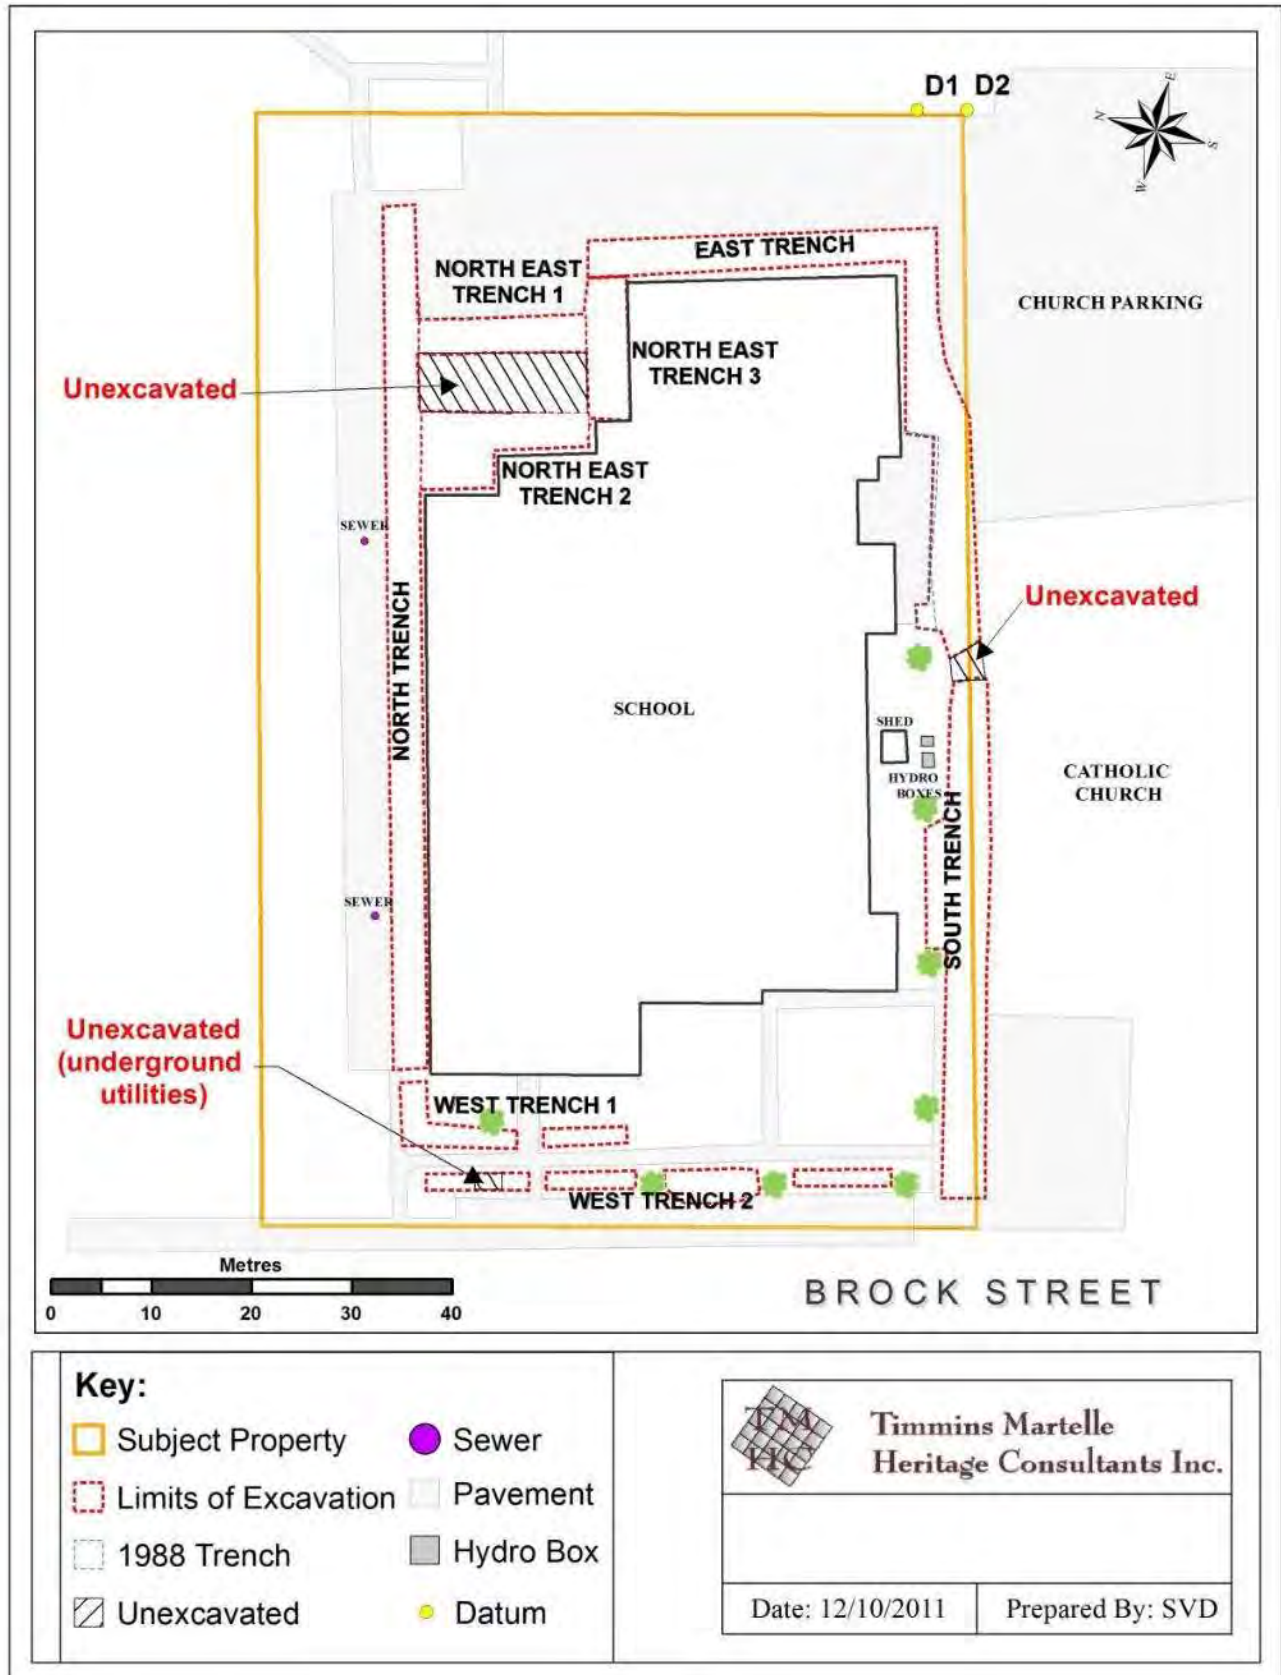 D1 D2
E
N
S
W
EAST TRENCH
NORTH EAST
TRENCH 1
CHURCH PARKING
NORTH EAST
TRENCH 3
Unexcavated
NORTH EAST
TRENCH 2
SEWER
Unexcavated
NORTH TRENCH
SCHOOL
SHED
HYDRO
BOXES
CATHOLIC
CHURCH
SOUTH TRENCH
SEWER
Unexcavated
(underground
utilities)
WEST TRENCH 1
WEST TRENCH 2
Metres
0 10 20 30 40
BROCK STREET
Key:
Subject Property
Limits of Excavation
1988 Trench
Unexcavated
Sewer
Pavement
Hydro Box
Datum
TM
HC
Timmins Martelle
Heritage Consultants Inc.
Date: 12/10/2011
Prepared By: SVD